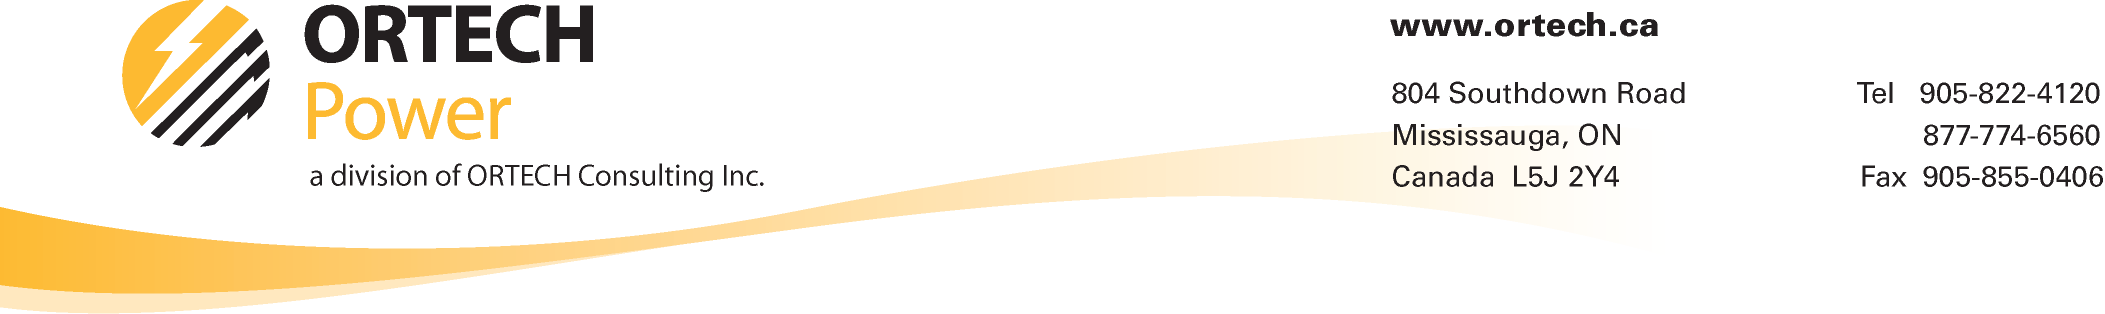 ORTECH
Power
a division of ORTECH Consulting Inc.
www.ortech.ca
804 Southdown Road
Mississauga, ON
Canada L5J 2Y4
Tel 905-822-4120
877-774-6560
Fax 905-855-0406